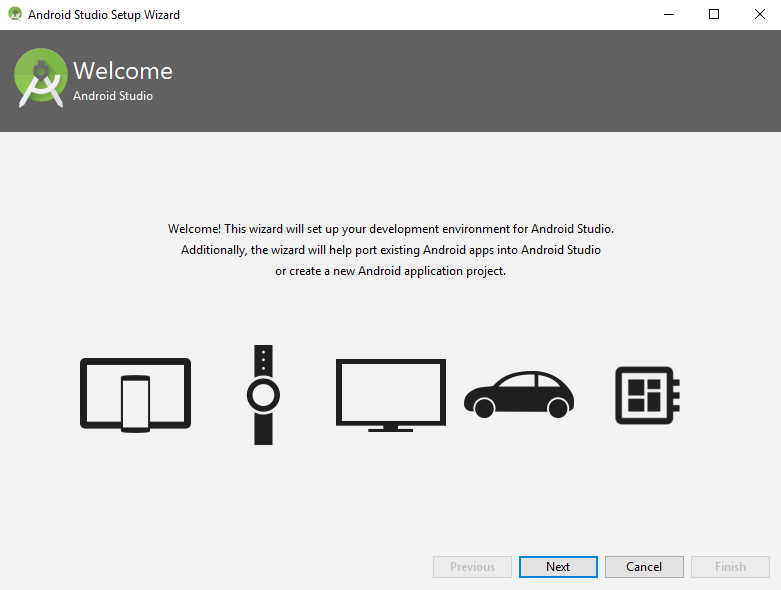 Android Studio Setup Wizard
Welcome
Android Studio
Welcome! This wizard will set up your development environment for Android Studio.
Additionally, the wizard will help port existing Android apps into Android Studio
or create a new Android application project.
Previous Next Cancel Finish